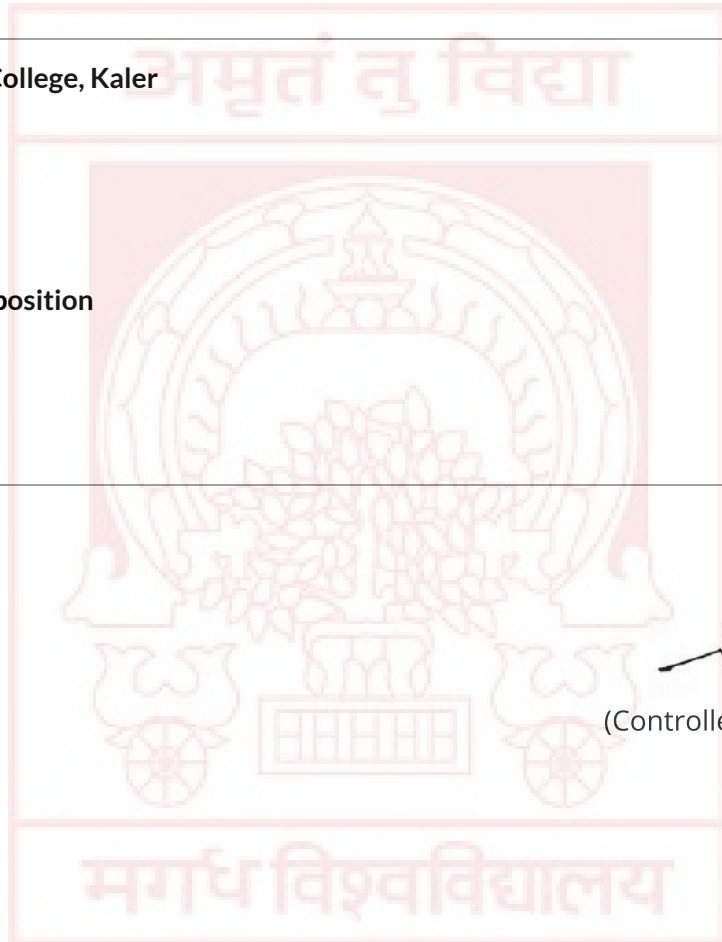 अमृतं तु विद्या
College, Kaler
position
(Controlle
मगध विश्वविद्यालय